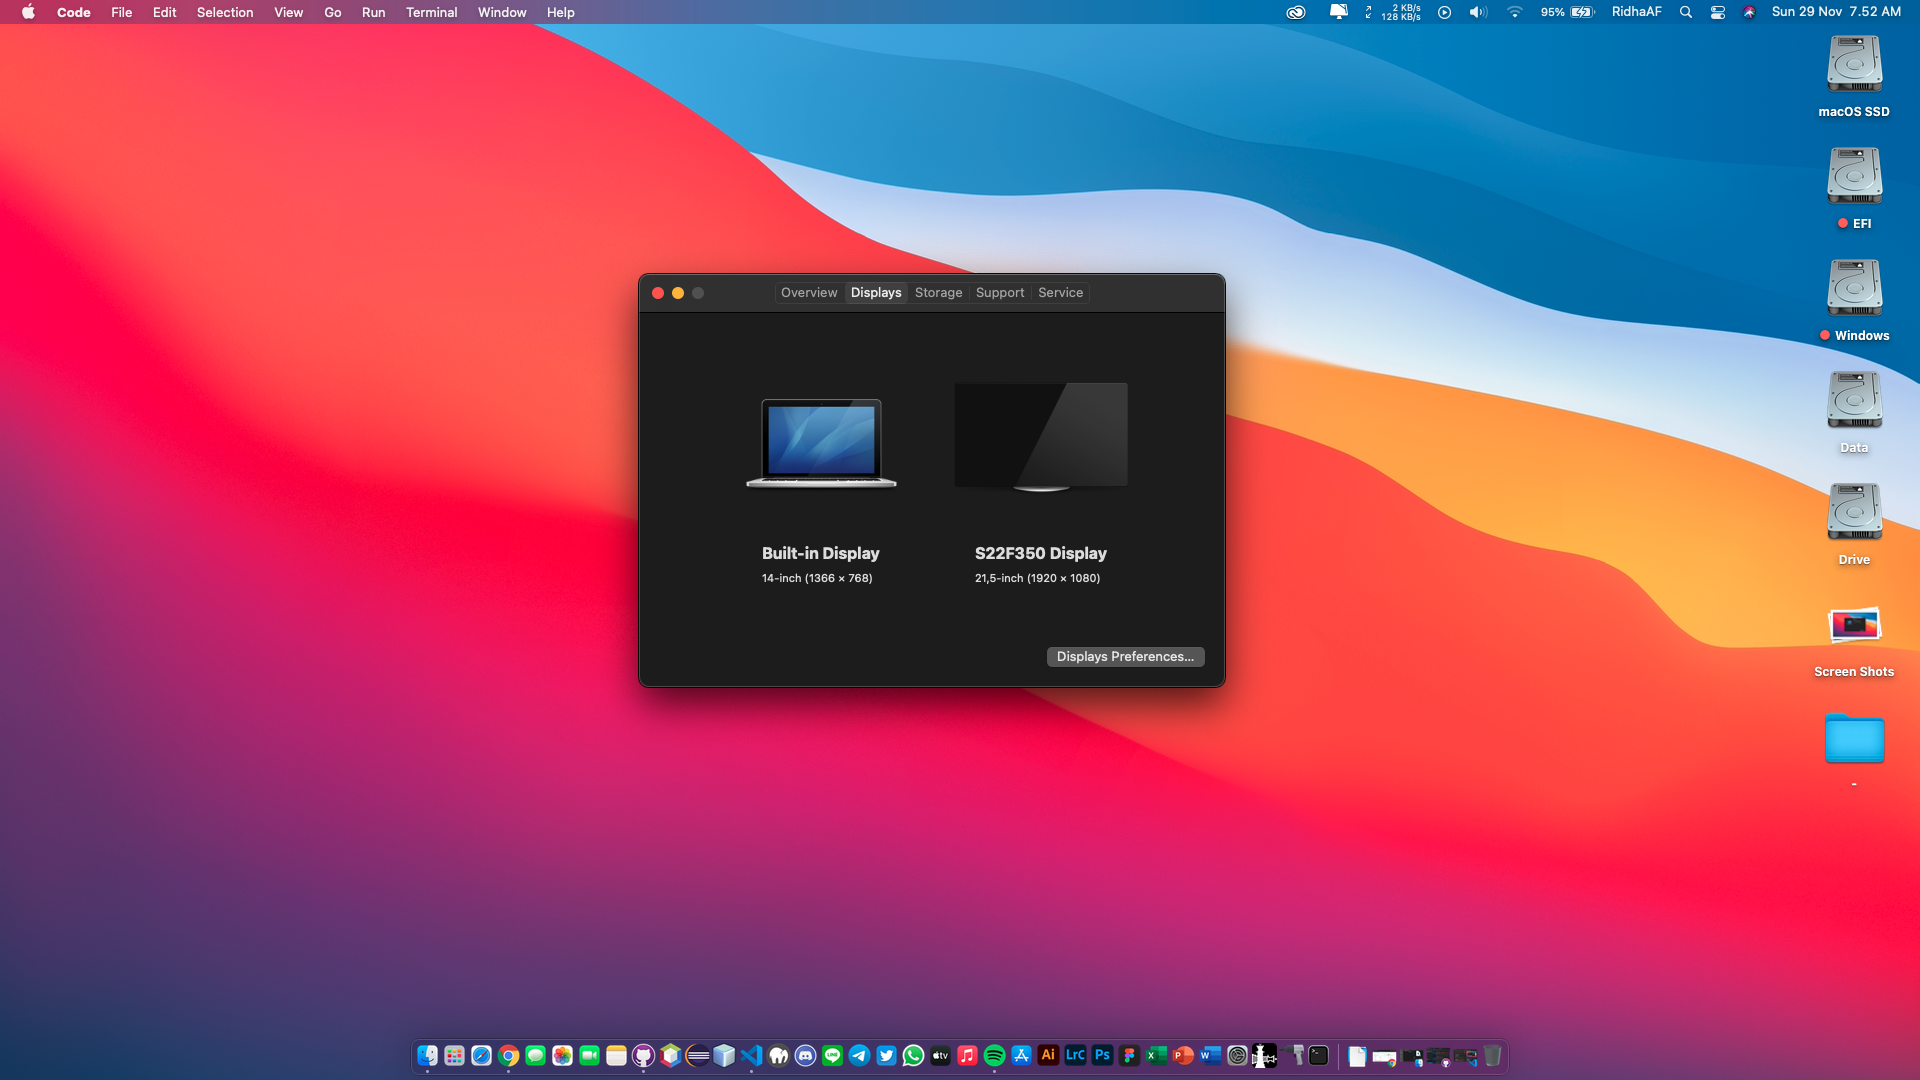 Code File Edit Selection View Go Run Terminal Window Help
2 KB/s
128 KB/s
95% RidhaAF Sun 29 Nov 7.52 AM
macOS SSD
EFI
Windows
Data
Drive
Screen Shots
-
Overview Displays Storage Support Service
Built-in Display
14-inch (1366 × 768)
S22F350 Display
21,5-inch (1920 × 1080)
Displays Preferences...
LINE
tv
Ai LrC Ps
X P W